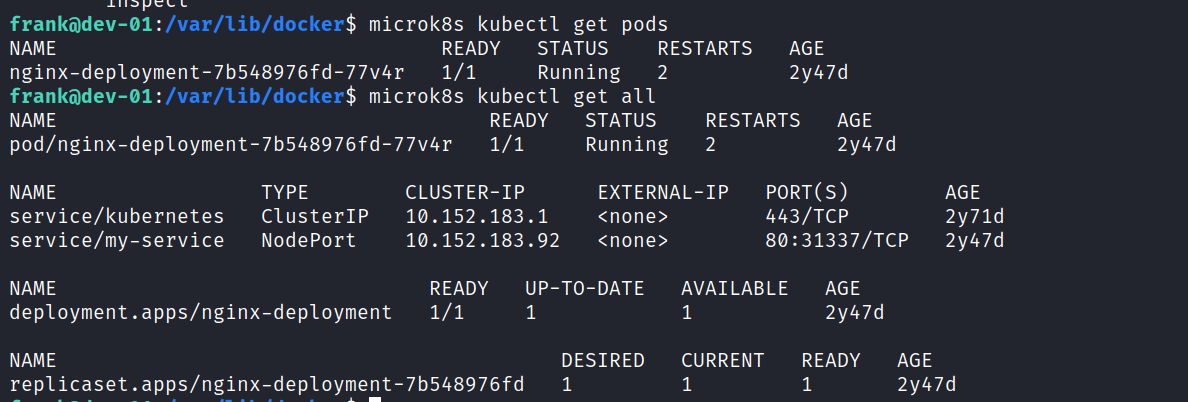 inspect
frank@dev-01:/var/lib/docker$ microk8s kubectl get pods
NAME READY STATUS RESTARTS AGE
nginx-deployment-7b548976fd-77v4r 1/1 Running 2 2y47d
frank@dev-01:/var/lib/docker$ microk8s kubectl get all
NAME READY STATUS RESTARTS AGE
pod/nginx-deployment-7b548976fd-77v4r 1/1 Running 2 2y47d
NAME TYPE CLUSTER-IP EXTERNAL-IP PORT(S) AGE
service/kubernetes ClusterIP 10.152.183.1 <none> 443/TCP 2y71d
service/my-service NodePort 10.152.183.92 <none> 80:31337/TCP 2y47d
NAME READY UP-TO-DATE AVAILABLE AGE
deployment.apps/nginx-deployment 1/1 1 1 2y47d
NAME DESIRED CURRENT READY AGE
replicaset.apps/nginx-deployment-7b548976fd 1 1 1 2y47d